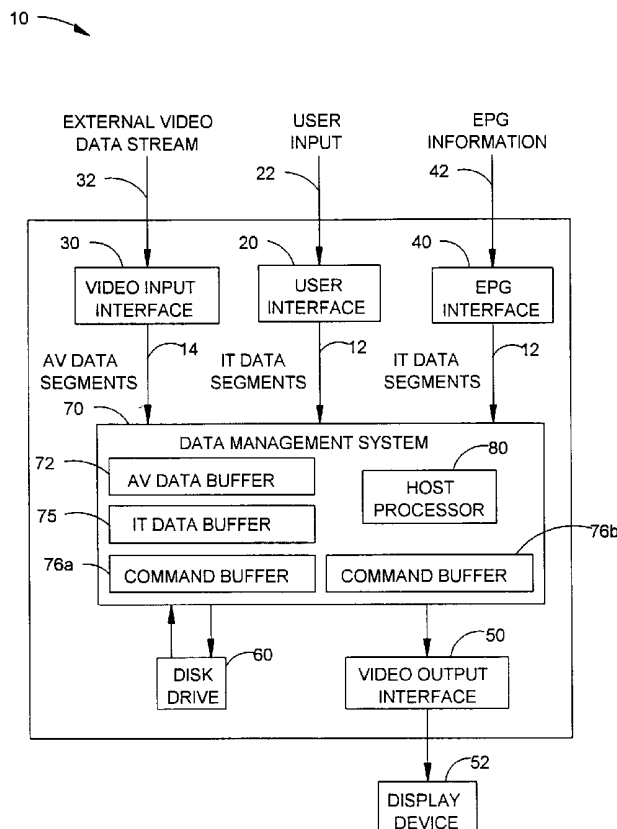 10
EXTERNAL VIDEO
DATA STREAM
USER
INPUT
EPG
INFORMATION
32
22
42
30
20
40
VIDEO INPUT
INTERFACE
USER
INTERFACE
EPG
INTERFACE
14
12
12
AV DATA
SEGMENTS
IT DATA
SEGMENTS
IT DATA
SEGMENTS
70
DATA MANAGEMENT SYSTEM
72
AV DATA BUFFER
80
HOST
PROCESSOR
75
IT DATA BUFFER
76b
76a
COMMAND BUFFER
COMMAND BUFFER
DISK
DRIVE
60
50
VIDEO OUTPUT
INTERFACE
52
DISPLAY
DEVICE